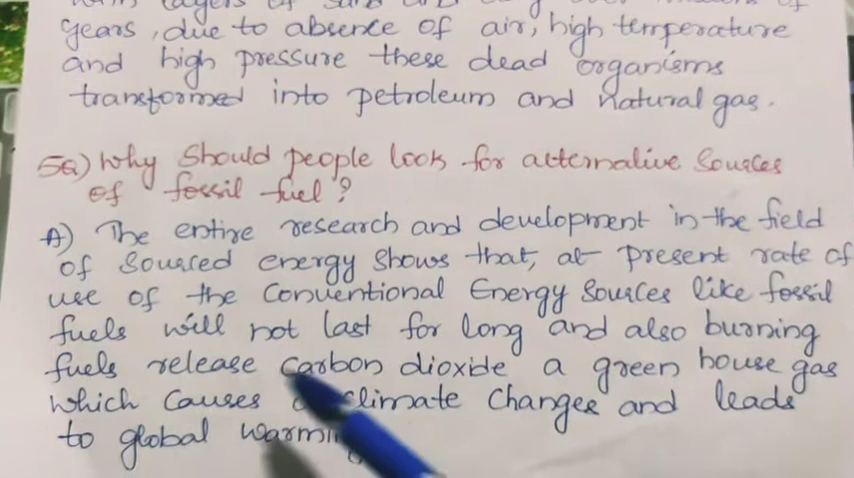 layers of
years, due to absence of air, high temperature
and high pressure these dead organisms
transformed into petroleum and natural gas.
5Q) Why should people look for alternative sources
of fossil fuel?
A) The entire research and development in the field
of Sourced energy shows that, at present rate of
use of the Conventional Energy Sources like fossil
fuels will not last for long and also burning
fuels release carbon dioxide a green house gas
which causes climate changes and leads
to global